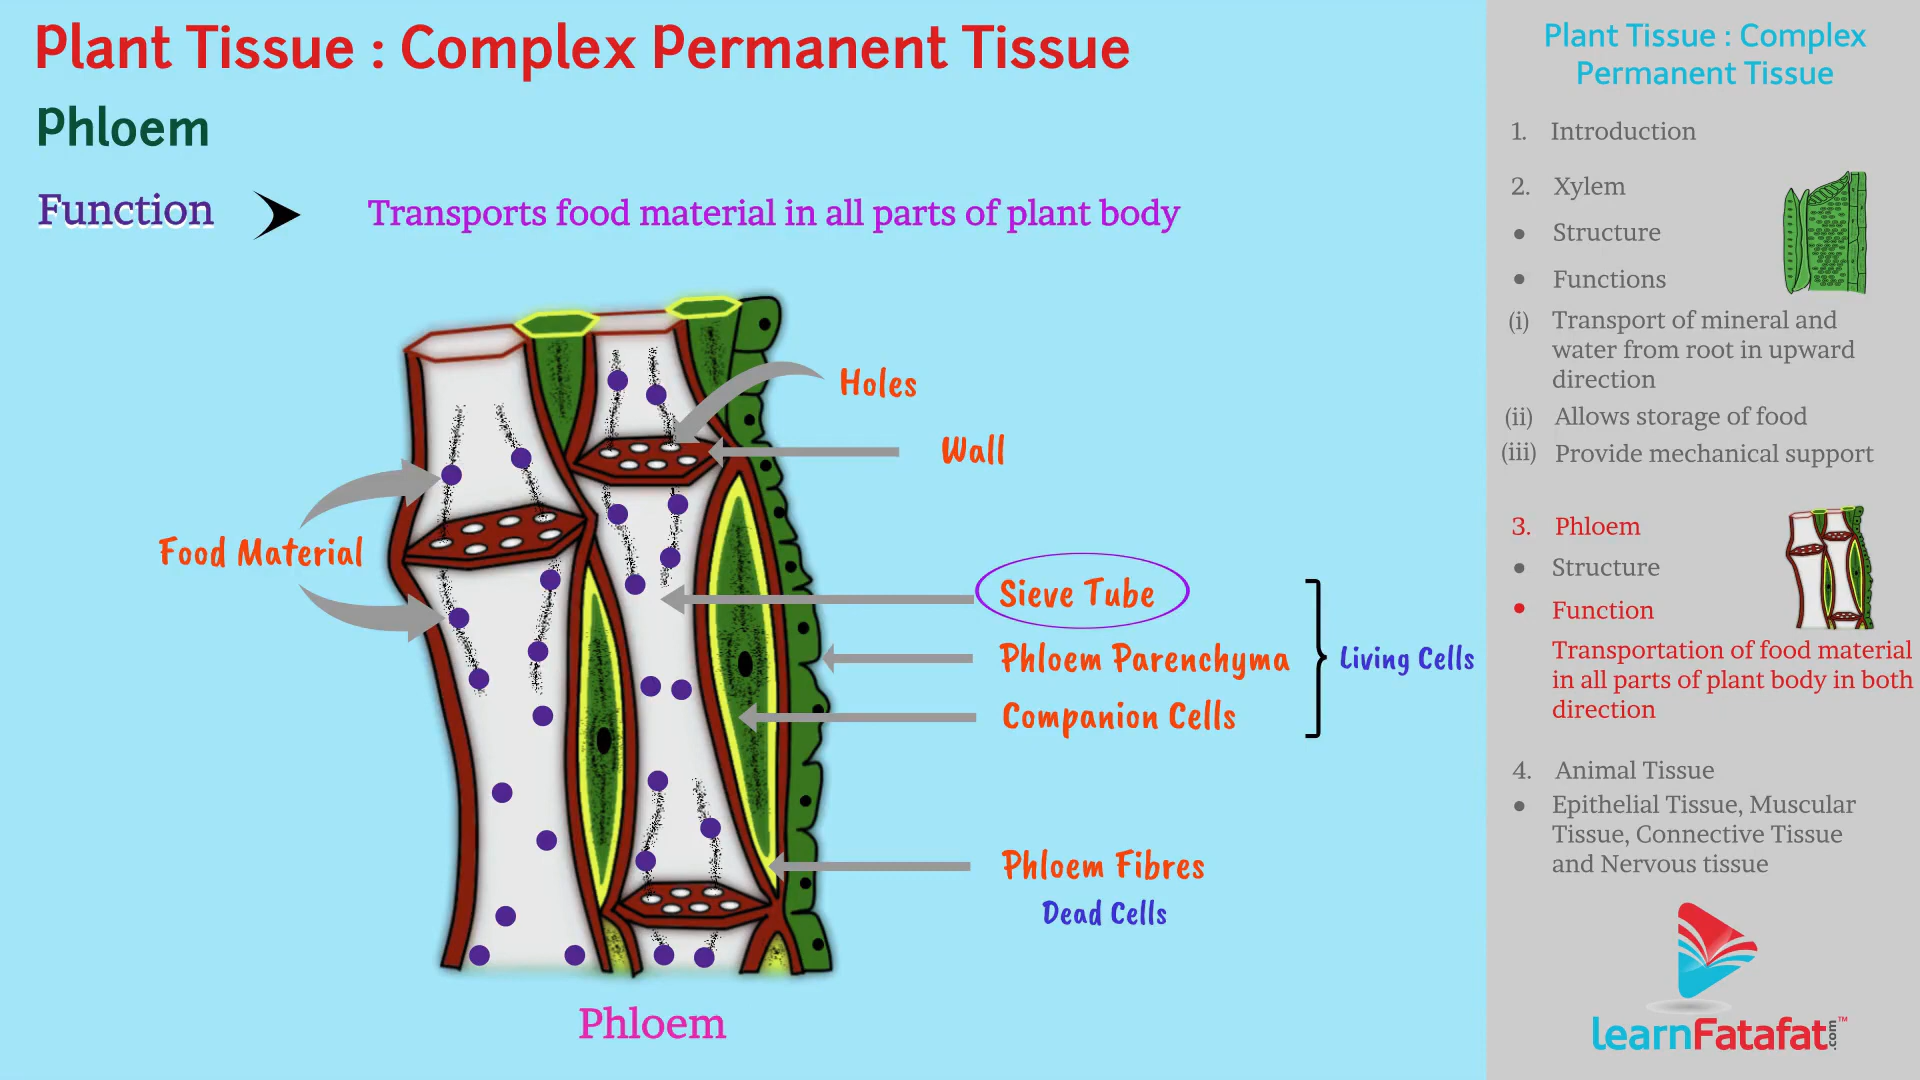 Plant Tissue : Complex Permanent Tissue
Phloem
Function
Transports food material in all parts of plant body
Holes
Wall
Food Material
Sieve Tube
Phloem Parenchyma
Living Cells
Companion Cells
Phloem Fibres
Dead Cells
Phloem
Plant Tissue : Complex
Permanent Tissue
1. Introduction
2. Xylem
• Structure
• Functions
(i) Transport of mineral and
water from root in upward
direction
(ii) Allows storage of food
(iii) Provide mechanical support
3. Phloem
• Structure
• Function
Transportation of food material
in all parts of plant body in both
direction
4. Animal Tissue
• Epithelial Tissue, Muscular
Tissue, Connective Tissue
and Nervous tissue
learnFatafat.com™